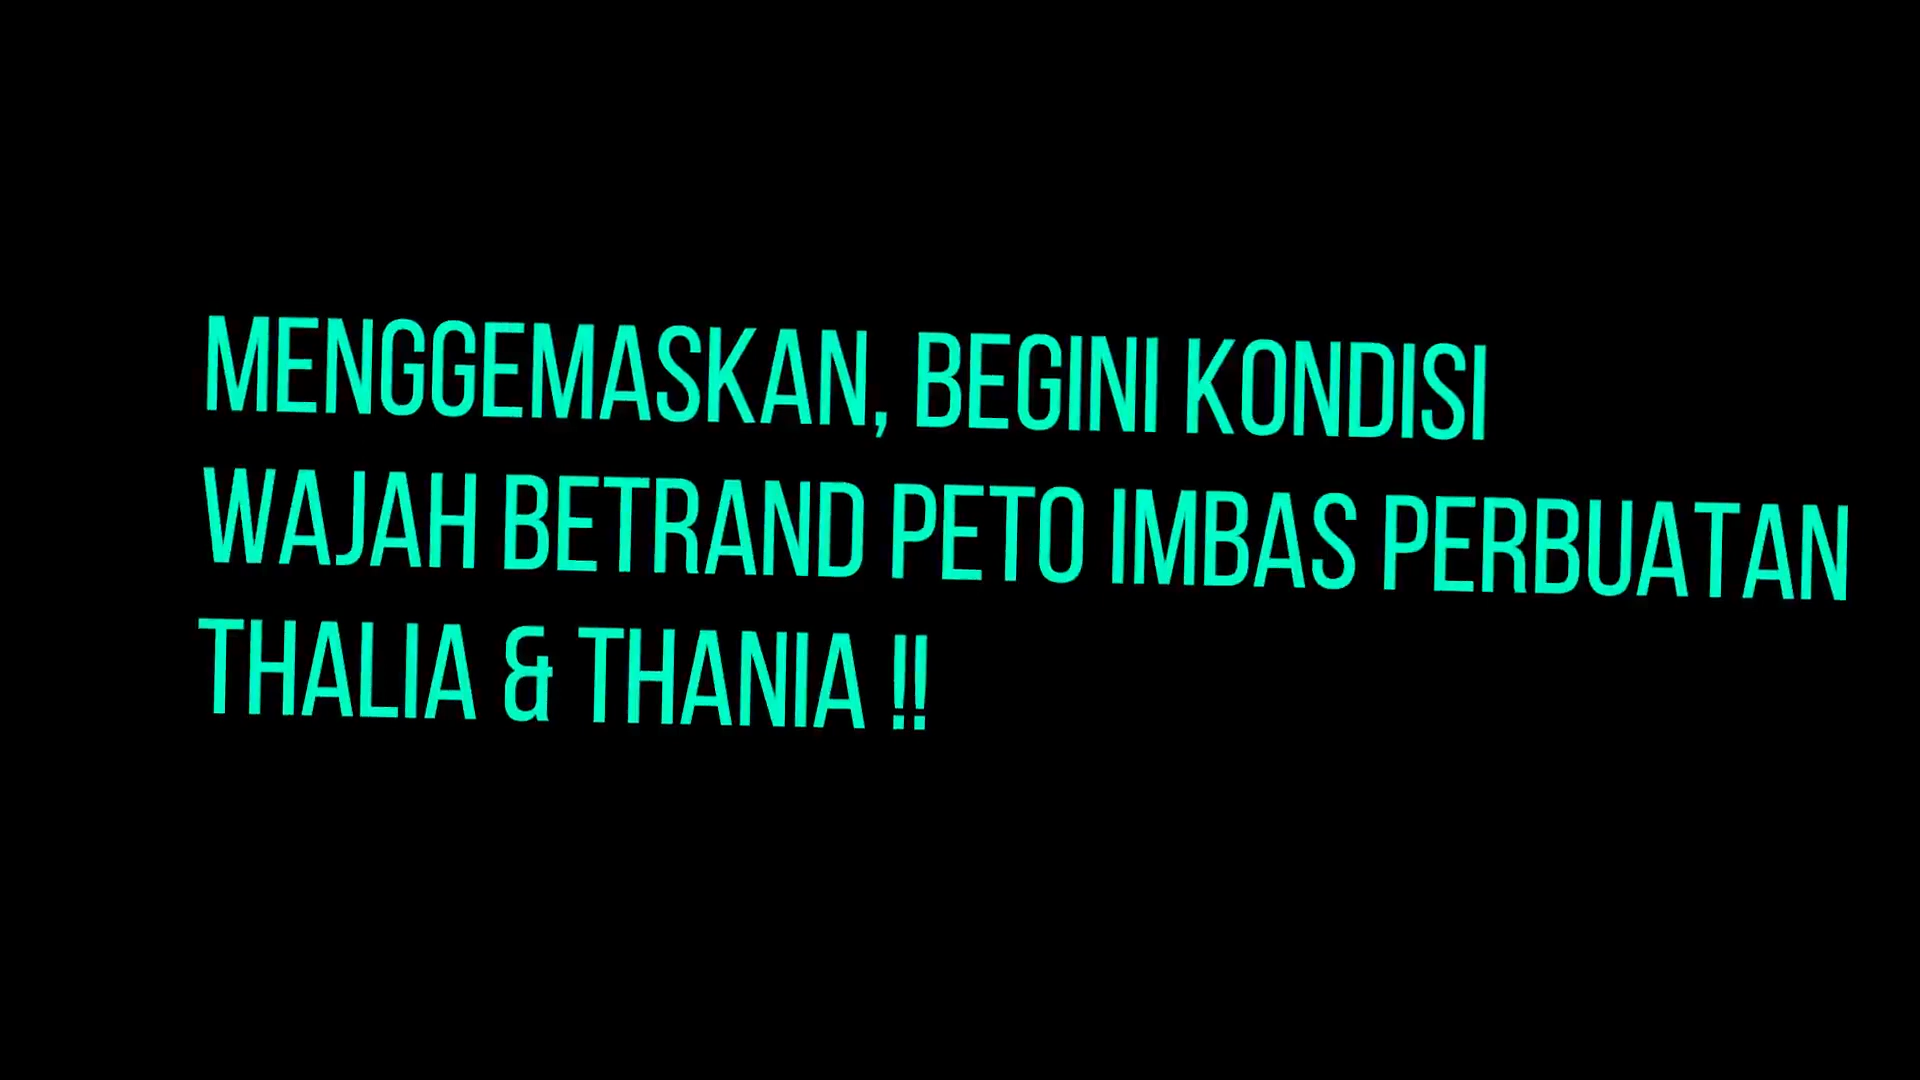 MENGGEMASKAN, BEGINI KONDISI
WAJAH BETRAND PETO IMBAS PERBUATAN
THALIA & THANIA !!